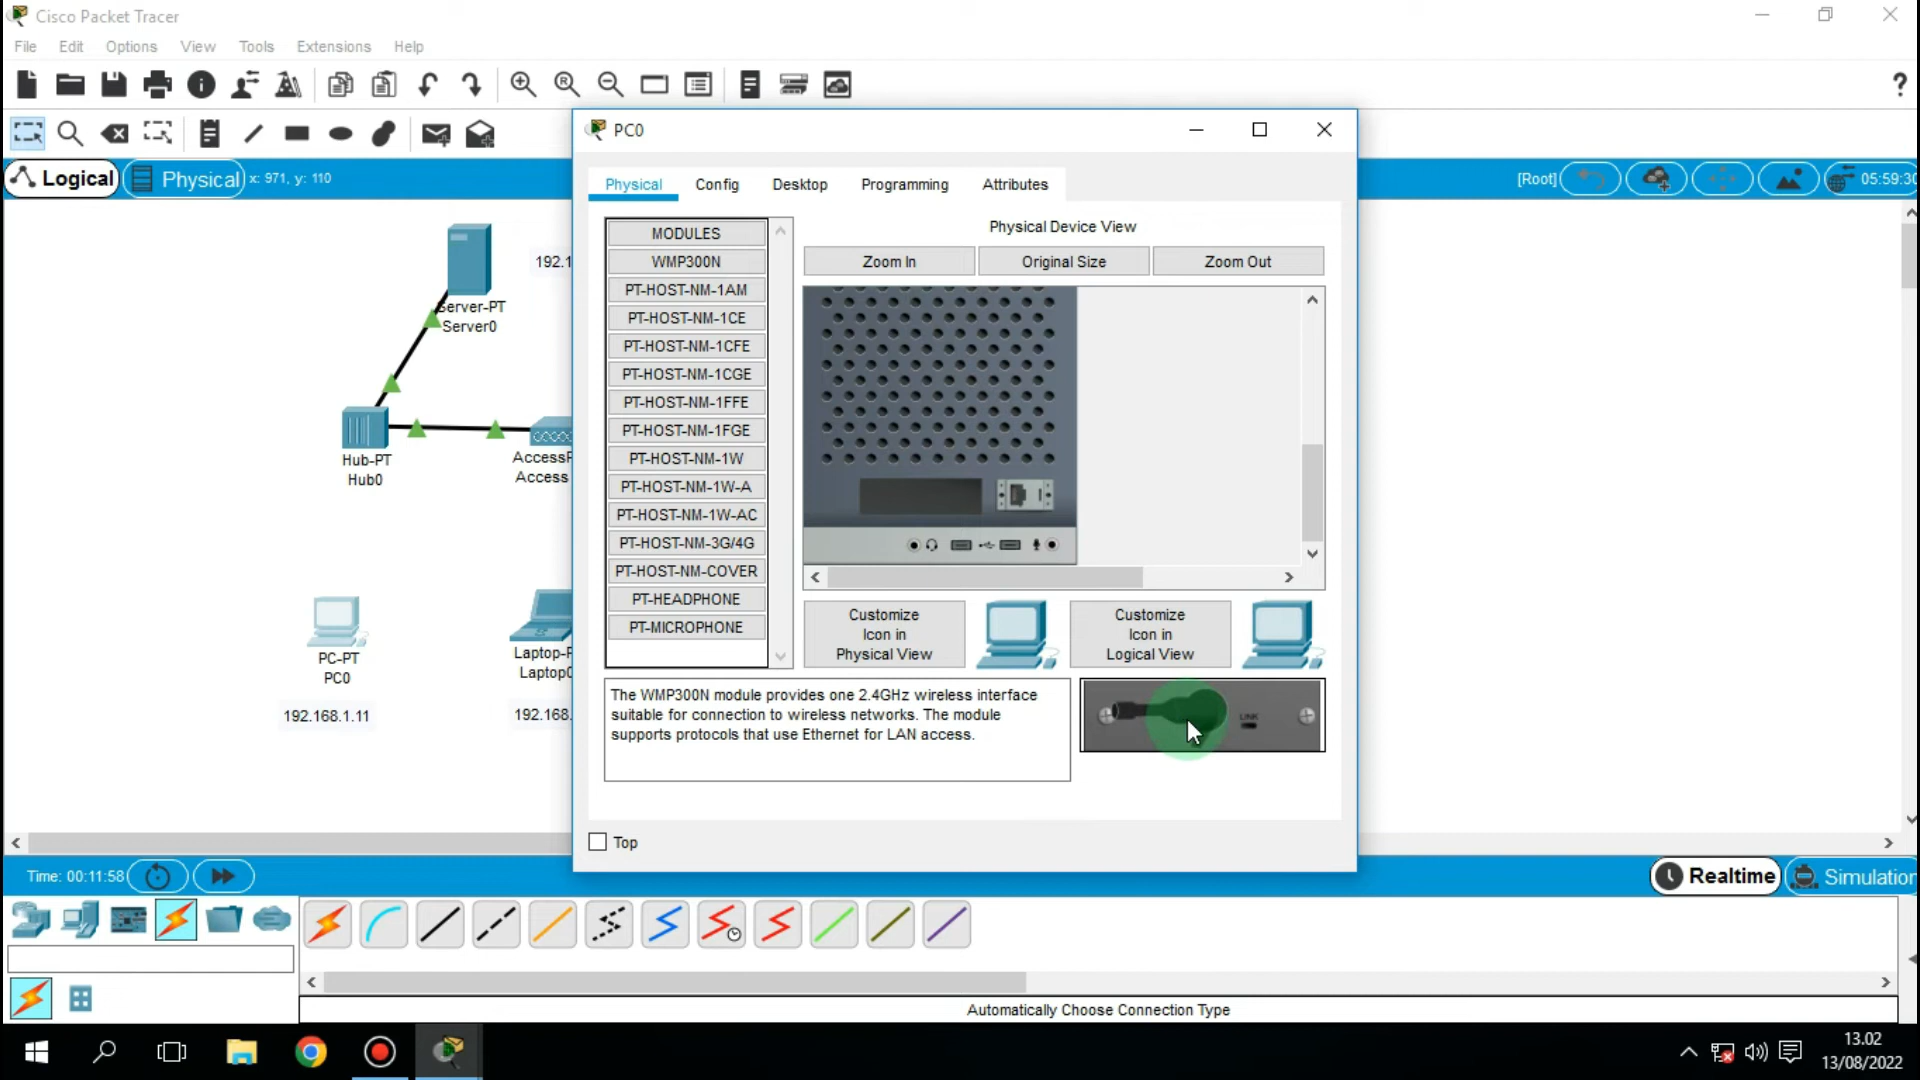 Cisco Packet Tracer
File Edit Options View Tools Extensions Help
?
PC0
Logical
Physical
x: 971, y: 110
[Root]
05:59:30
Physical Config Desktop Programming Attributes
MODULES
WMP300N
PT-HOST-NM-1AM
PT-HOST-NM-1CE
PT-HOST-NM-1CFE
PT-HOST-NM-1CGE
PT-HOST-NM-1FFE
PT-HOST-NM-1FGE
PT-HOST-NM-1W
PT-HOST-NM-1W-A
PT-HOST-NM-1W-AC
PT-HOST-NM-3G/4G
PT-HOST-NM-COVER
PT-HEADPHONE
PT-MICROPHONE
Physical Device View
Zoom In
Original Size
Zoom Out
Customize
Icon in
Physical View
Customize
Icon in
Logical View
The WMP300N module provides one 2.4GHz wireless interface
suitable for connection to wireless networks. The module
supports protocols that use Ethernet for LAN access.
LINK
Top
192.1
Server-PT
Server0
Hub-PT
Hub0
AccessP
Access
PC-PT
PC0
192.168.1.11
Laptop-P
Laptop0
192.168.
Time: 00:11:58
Realtime
Simulation
Automatically Choose Connection Type
13.02
13/08/2022